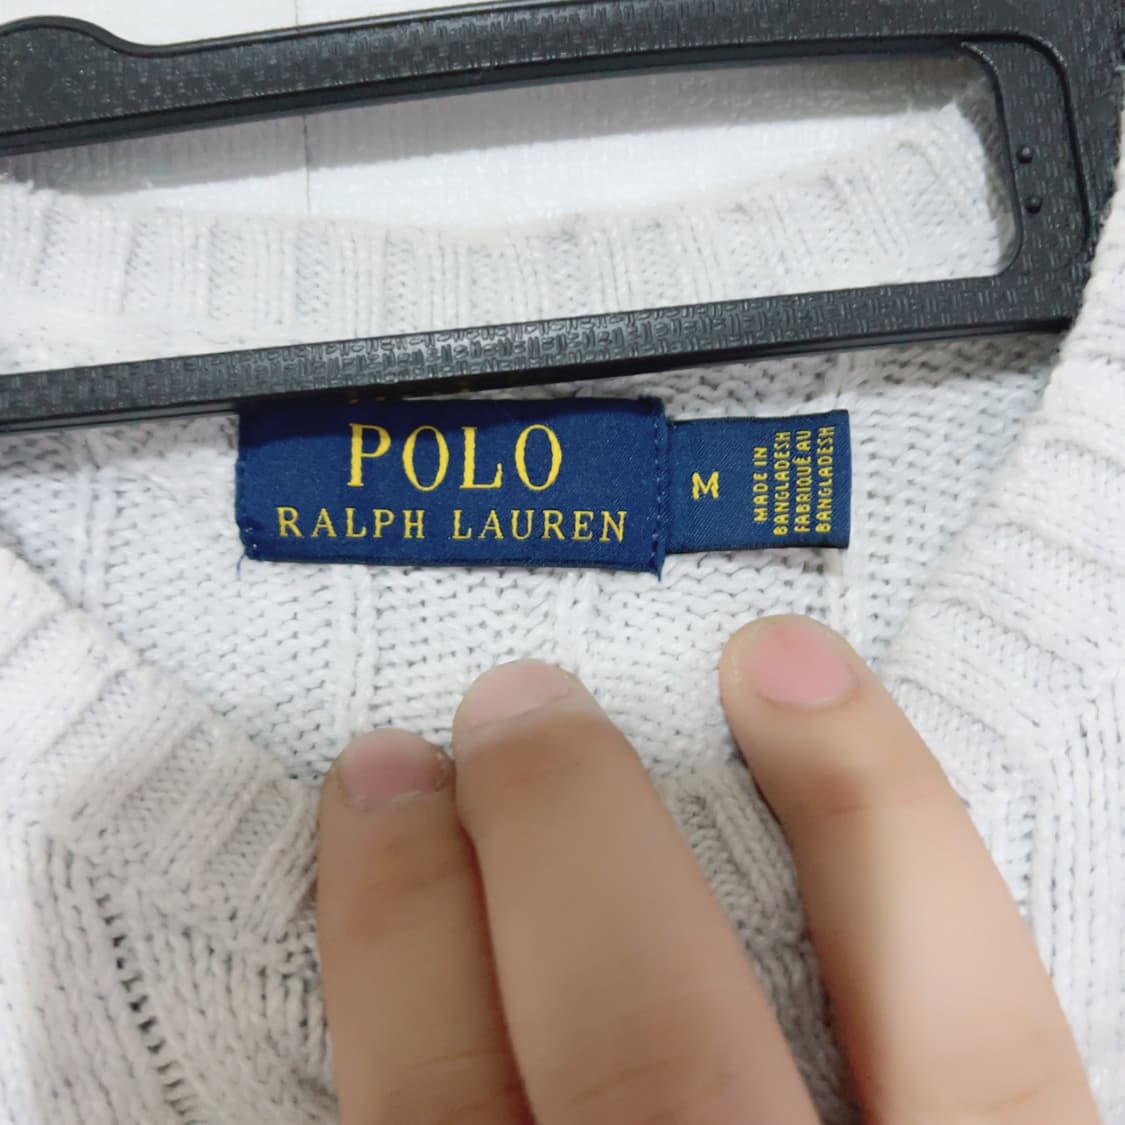 POLO
RALPH LAUREN
M
MADE IN
BANGLADESH
FABRIQUÉ AU
BANGLADESH